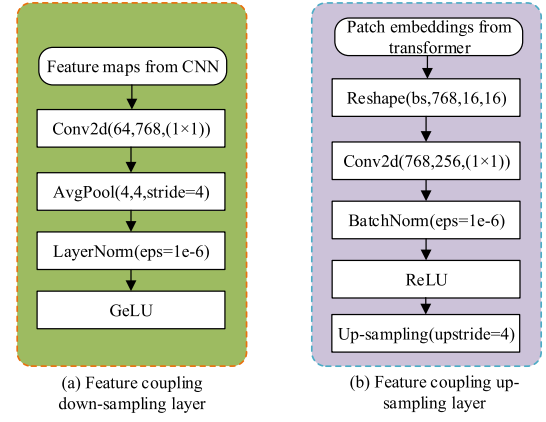 Feature maps from CNN
Conv2d(64,768,(1×1))
AvgPool(4,4,stride=4)
LayerNorm(eps=1e-6)
GeLU
(a) Feature coupling
down-sampling layer
Patch embeddings from
transformer
Reshape(bs,768,16,16)
Conv2d(768,256,(1×1))
BatchNorm(eps=1e-6)
ReLU
Up-sampling(upstride=4)
(b) Feature coupling up-
sampling layer